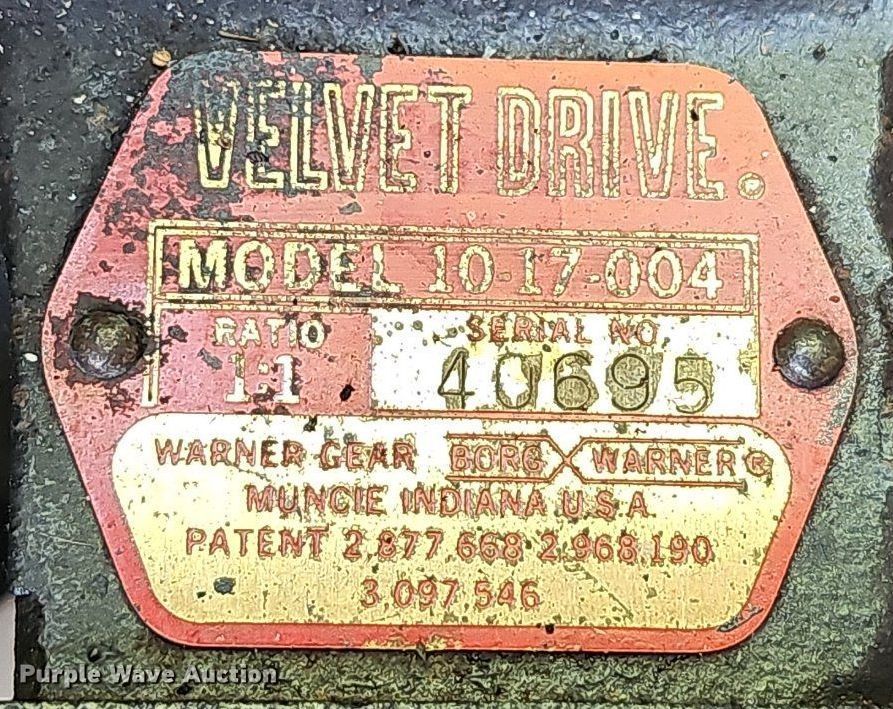 VELVET DRIVE.
MODEL 10-17-004
RATIO SERIAL NO.
1:1 40695
WARNER GEAR BORG WARNER®
MUNCIE INDIANA U.S.A.
PATENT 2,877,668 2,968,190
3,097,546
Purple Wave Auction